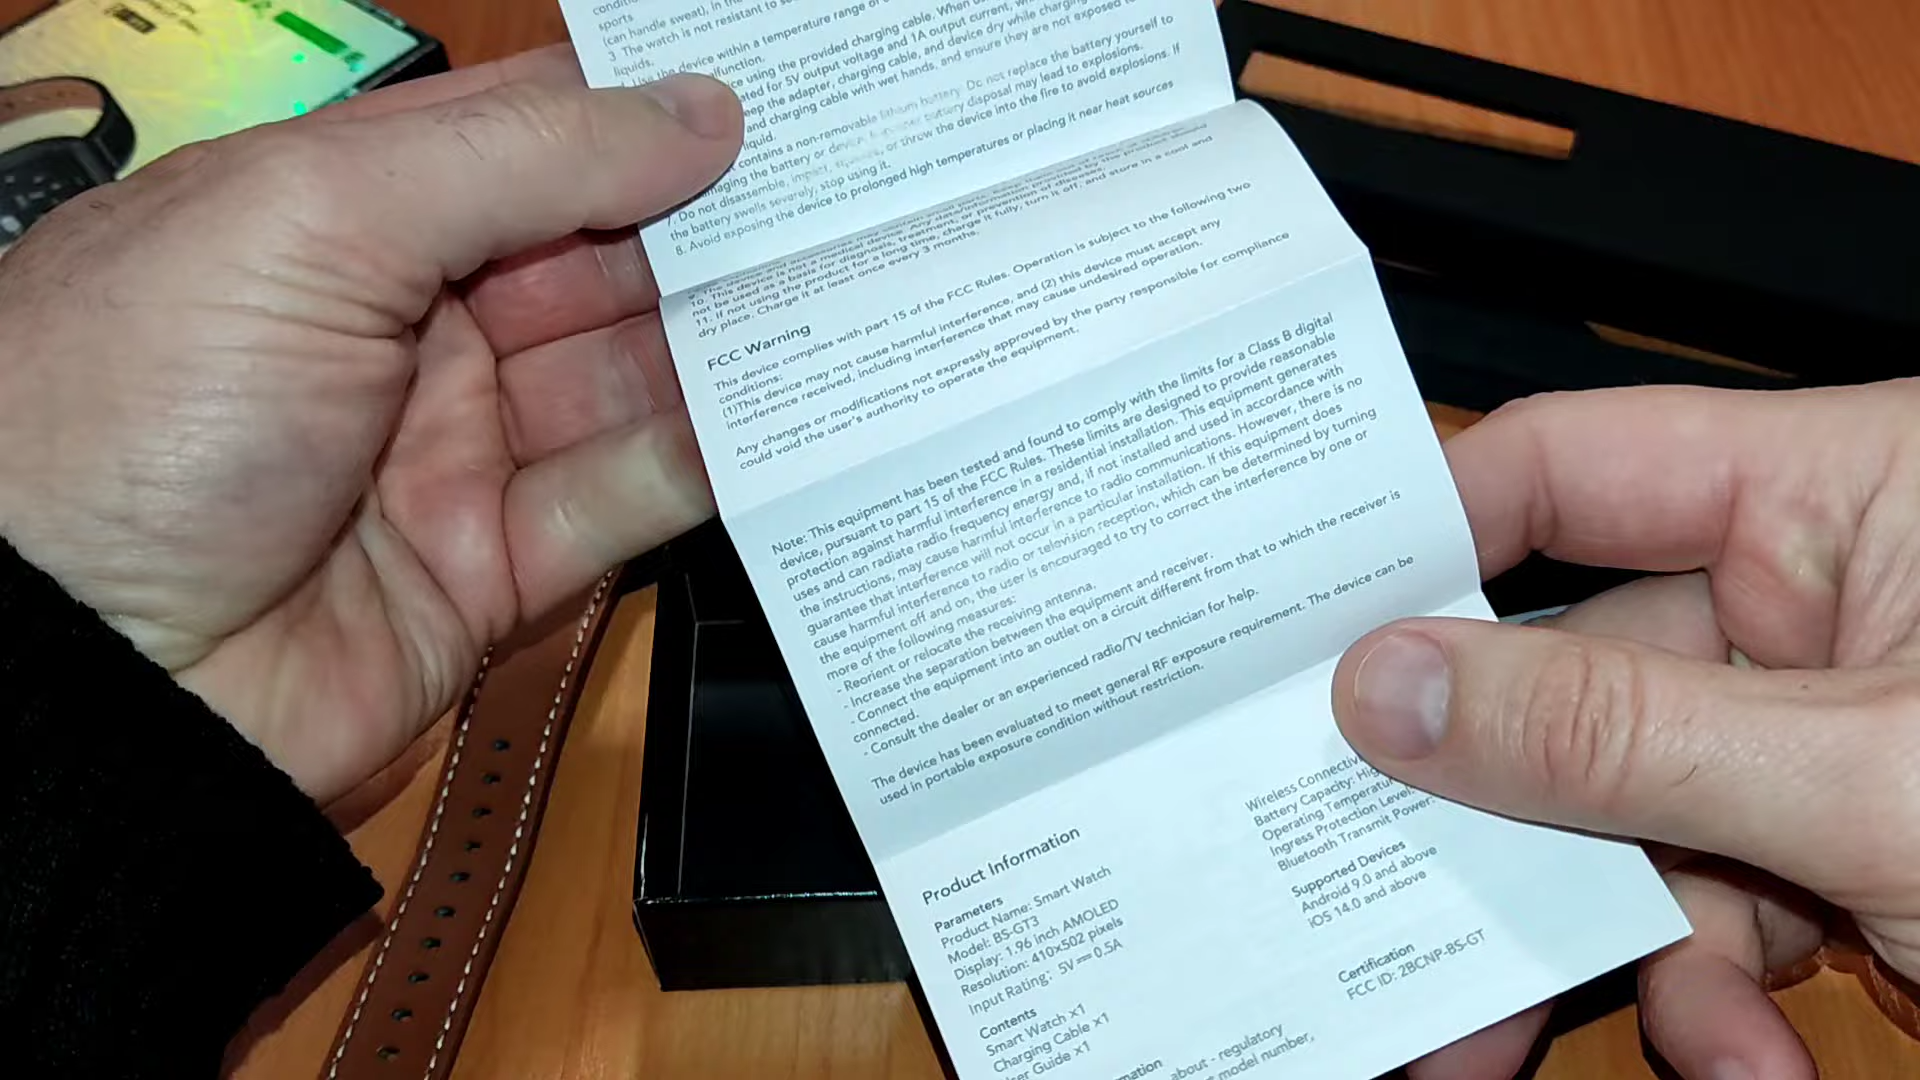 sports
(can handle sweat), in the
3. The watch is not resistant to
liquids.
device within a temperature range of
malfunction.
using the provided charging cable. When
ated for 5V output voltage and 1A output current,
eep the adapter, charging cable, and device dry while charging
and charging cable with wet hands, and ensure they are not exposed
liquid.
contains a non-removable lithium battery. Do not replace the battery yourself to
maging the battery or device. battery disposal may lead to explosions.
7. Do not disassemble, impact, or throw the device into the fire to avoid explosions. If
the battery swells severely, stop using it.
8. Avoid exposing the device to prolonged high temperatures or placing it near heat sources
10. This device is not a medical device. Any data/information provided by the product should
not be used as a basis for diagnosis, treatment, or prevention of diseases.
11. If not using the product for a long time, charge it fully, turn it off, and store in a cool and
dry place. Charge it at least once every 3 months.
FCC Warning
This device complies with part 15 of the FCC Rules. Operation is subject to the following two
conditions:
(1)This device may not cause harmful interference, and (2) this device must accept any
interference received, including interference that may cause undesired operation.
Any changes or modifications not expressly approved by the party responsible for compliance
could void the user's authority to operate the equipment.
Note: This equipment has been tested and found to comply with the limits for a Class B digital
device, pursuant to part 15 of the FCC Rules. These limits are designed to provide reasonable
protection against harmful interference in a residential installation. This equipment generates
uses and can radiate radio frequency energy and, if not installed and used in accordance with
the instructions, may cause harmful interference to radio communications. However, there is no
guarantee that interference will not occur in a particular installation. If this equipment does
cause harmful interference to radio or television reception, which can be determined by turning
the equipment off and on, the user is encouraged to try to correct the interference by one or
more of the following measures:
- Reorient or relocate the receiving antenna.
- Increase the separation between the equipment and receiver.
- Connect the equipment into an outlet on a circuit different from that to which the receiver is
connected.
- Consult the dealer or an experienced radio/TV technician for help.
The device has been evaluated to meet general RF exposure requirement. The device can be
used in portable exposure condition without restriction.
Product Information
Parameters
Product Name: Smart Watch
Model: BS-GT3
Display: 1.96 inch AMOLED
Resolution: 410x502 pixels
Input Rating: 5V⎓0.5A
Contents
Smart Watch x1
Charging Cable x1
ser Guide x1
mation
about - regulatory
model number,
Wireless Connectiv
Battery Capacity: Hig
Operating Temperatur
Ingress Protection Level:
Bluetooth Transmit Power:
Supported Devices
Android 9.0 and above
iOS 14.0 and above
Certification
FCC ID: 2BCNP-BS-GT